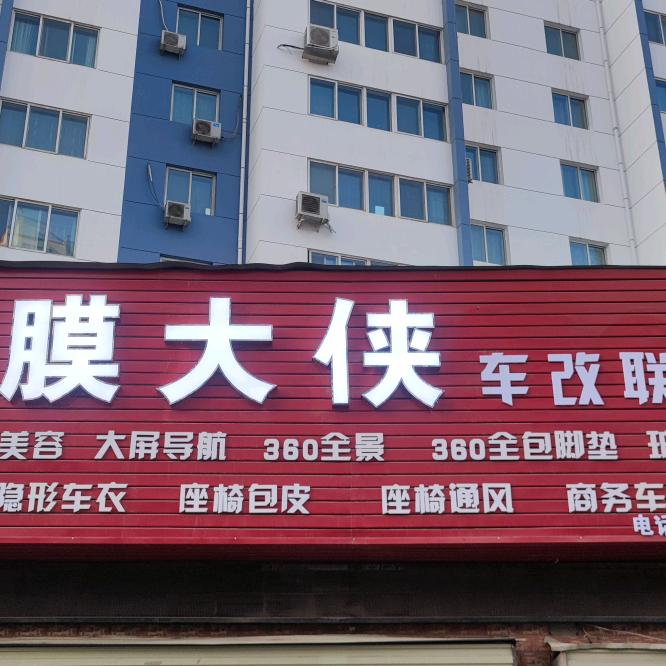 膜大侠 车改联
美容 大屏导航 360全景 360全包脚垫
隐形车衣 座椅包皮 座椅通风 商务车
电话